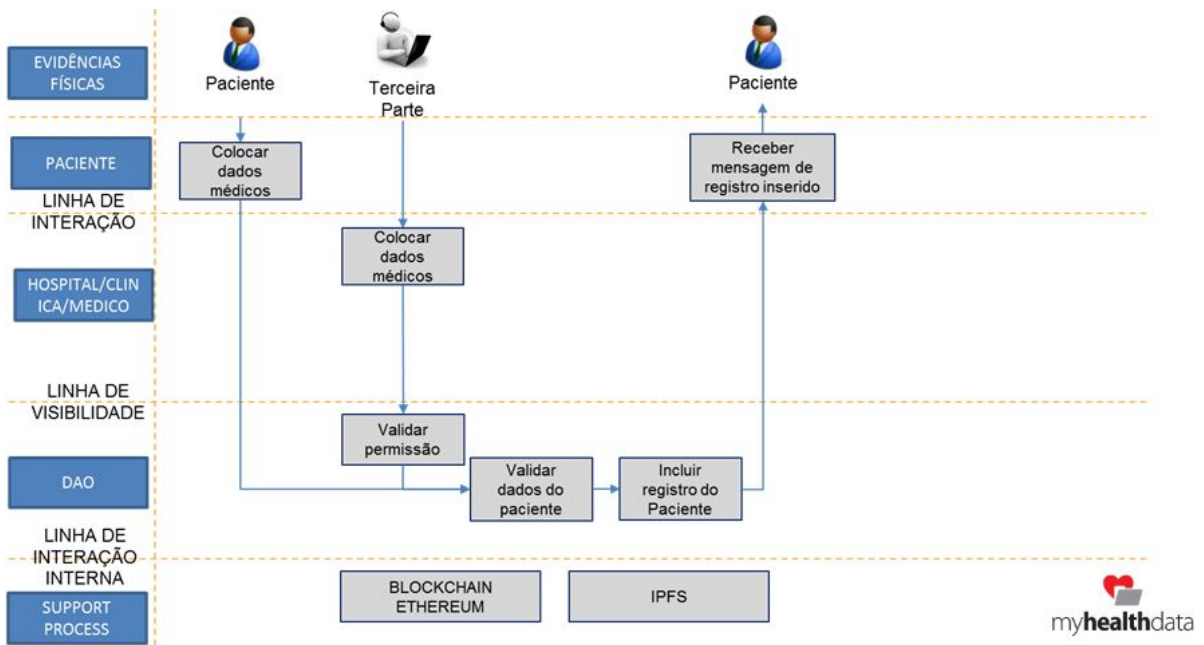 EVIDÊNCIAS
FÍSICAS
Paciente
Terceira
Parte
Paciente
PACIENTE
Colocar
dados
médicos
Receber
mensagem de
registro inserido
LINHA DE
INTERAÇÃO
Colocar
dados
médicos
HOSPITAL/CLIN
ICA/MEDICO
LINHA DE
VISIBILIDADE
Validar
permissão
DAO
Validar
dados do
paciente
Incluir
registro do
Paciente
LINHA DE
INTERAÇÃO
INTERNA
SUPPORT
PROCESS
BLOCKCHAIN
ETHEREUM
IPFS
myhealthdata